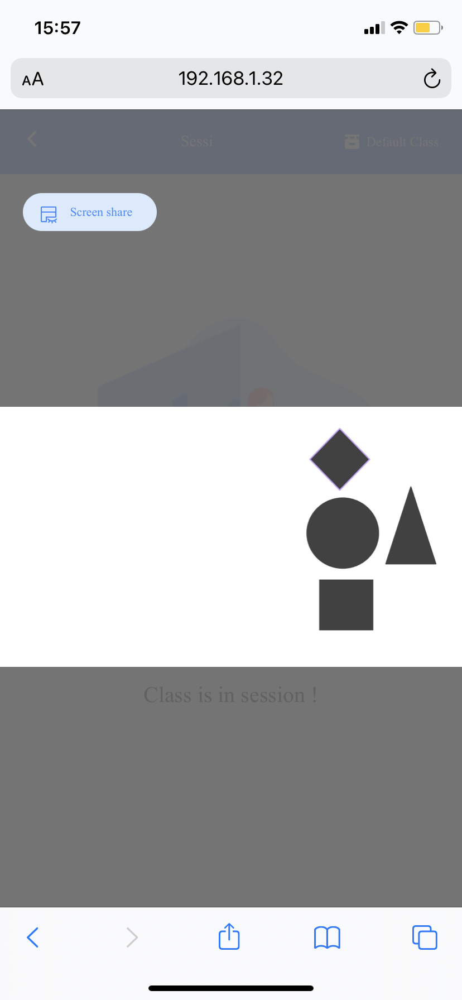 15:57
AA 192.168.1.32
Sessi Default Class
Screen share
Class is in session !